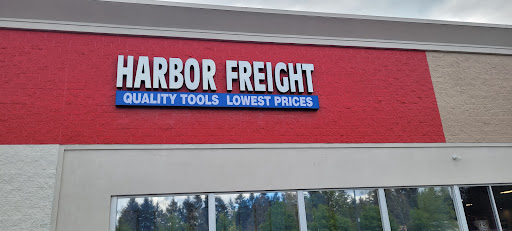 HARBOR FREIGHT
QUALITY TOOLS LOWEST PRICES